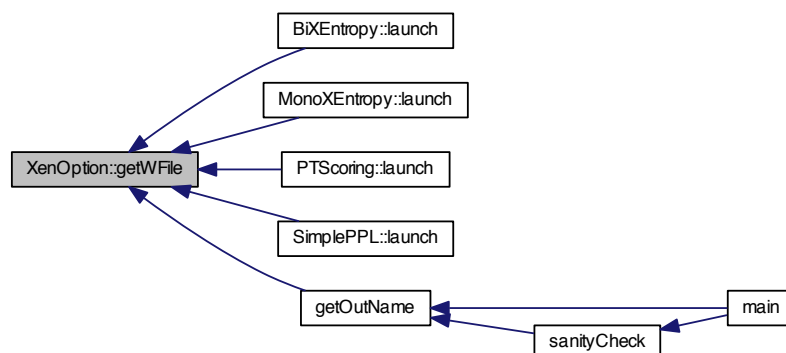 BiXEntropy::launch
MonoXEntropy::launch
XenOption::getWFile
PTScoring::launch
SimplePPL::launch
getOutName
main
sanityCheck